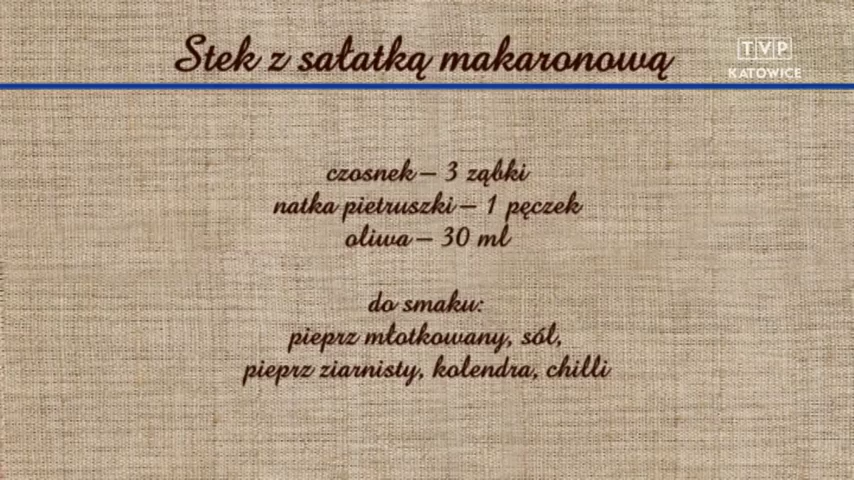 Stek z sałatką makaronową
TVP
KATOWICE
czosnek – 3 ząbki
natka pietruszki – 1 pęczek
oliwa – 30 ml
do smaku:
pieprz młotkowany, sól,
pieprz ziarnisty, kolendra, chilli